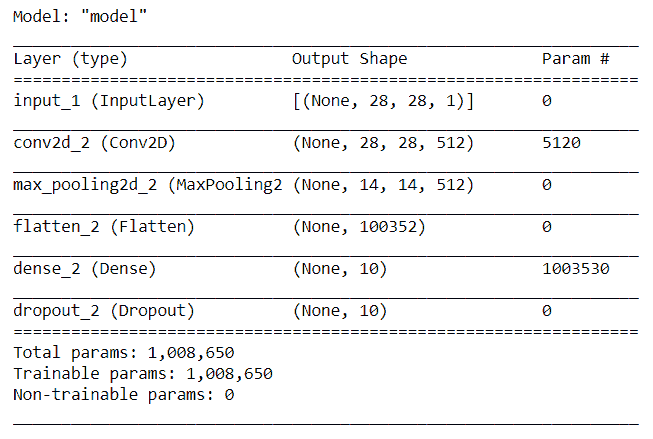 Model: "model"
Layer (type) Output Shape Param #
input_1 (InputLayer) [(None, 28, 28, 1)] 0
conv2d_2 (Conv2D) (None, 28, 28, 512) 5120
max_pooling2d_2 (MaxPooling2 (None, 14, 14, 512) 0
flatten_2 (Flatten) (None, 100352) 0
dense_2 (Dense) (None, 10) 1003530
dropout_2 (Dropout) (None, 10) 0
Total params: 1,008,650
Trainable params: 1,008,650
Non-trainable params: 0